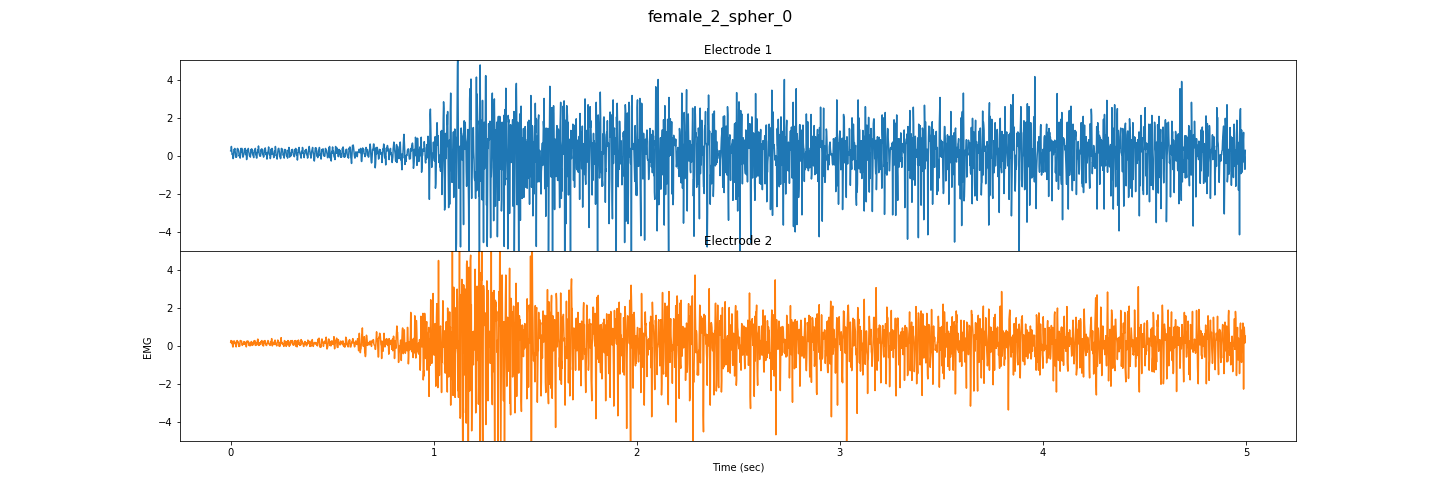 female_2_spher_0
Electrode 1
4
2
0
−2
−4
Electrode 2
4
2
0
−2
−4
EMG
0 1 2 3 4 5
Time (sec)